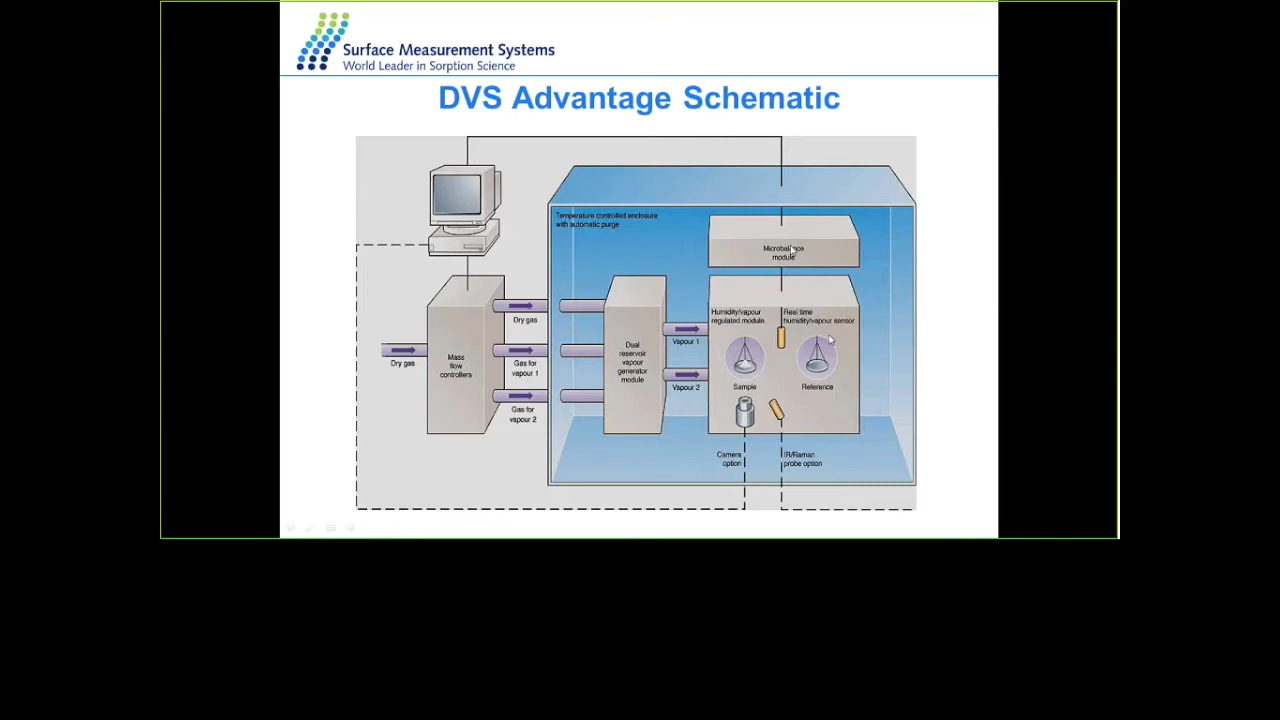 Surface Measurement Systems
World Leader in Sorption Science
DVS Advantage Schematic
Temperature controlled enclosure
with automatic purge
Microbalance
module
Humidity/vapour
regulated module
Real time
humidity/vapour sensor
Dry gas
Dry gas
Mass
flow
controllers
Gas for
vapour 1
Gas for
vapour 2
Dual
reservoir
vapour
generator
module
Vapour 1
Vapour 2
Sample
Reference
Camera
option
IR/Raman
probe option